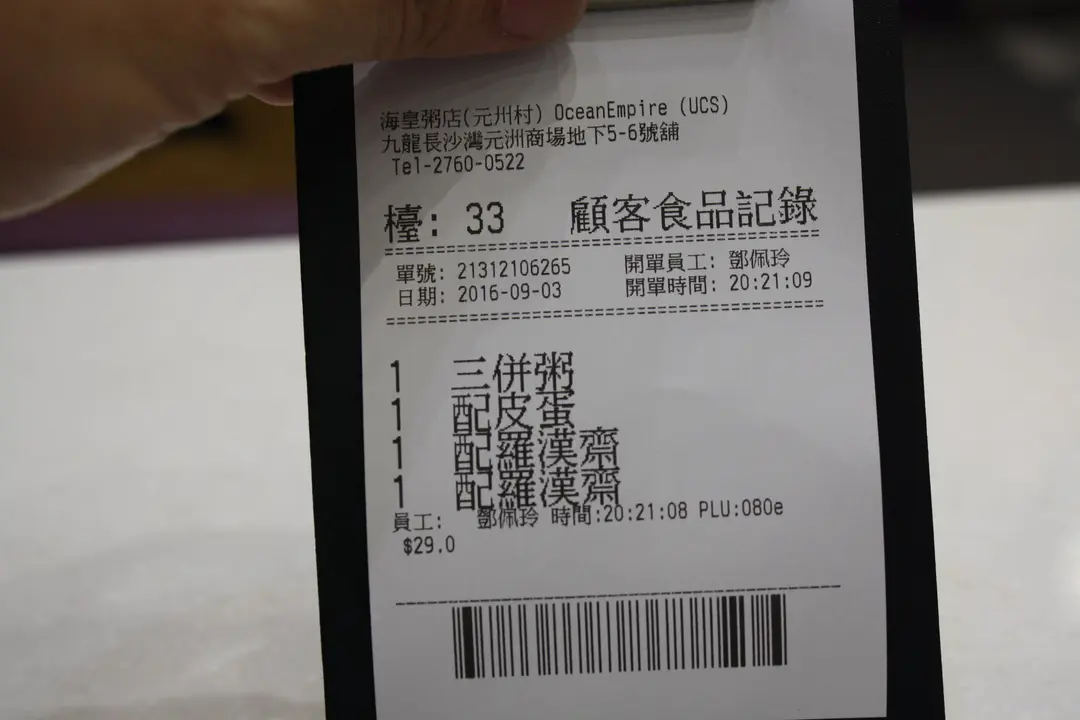 海皇粥店(元州村) OceanEmpire (UCS)
九龍長沙灣元洲商場地下5-6號舖
Tel-2760-0522
檯: 33 顧客食品記錄
單號: 21312106265 開單員工: 鄧佩玲
日期: 2016-09-03 開單時間: 20:21:09
1 三併粥
1 配皮蛋
1 配羅漢齋
1 配羅漢齋
員工: 鄧佩玲 時間:20:21:08 PLU:080e
$29.0